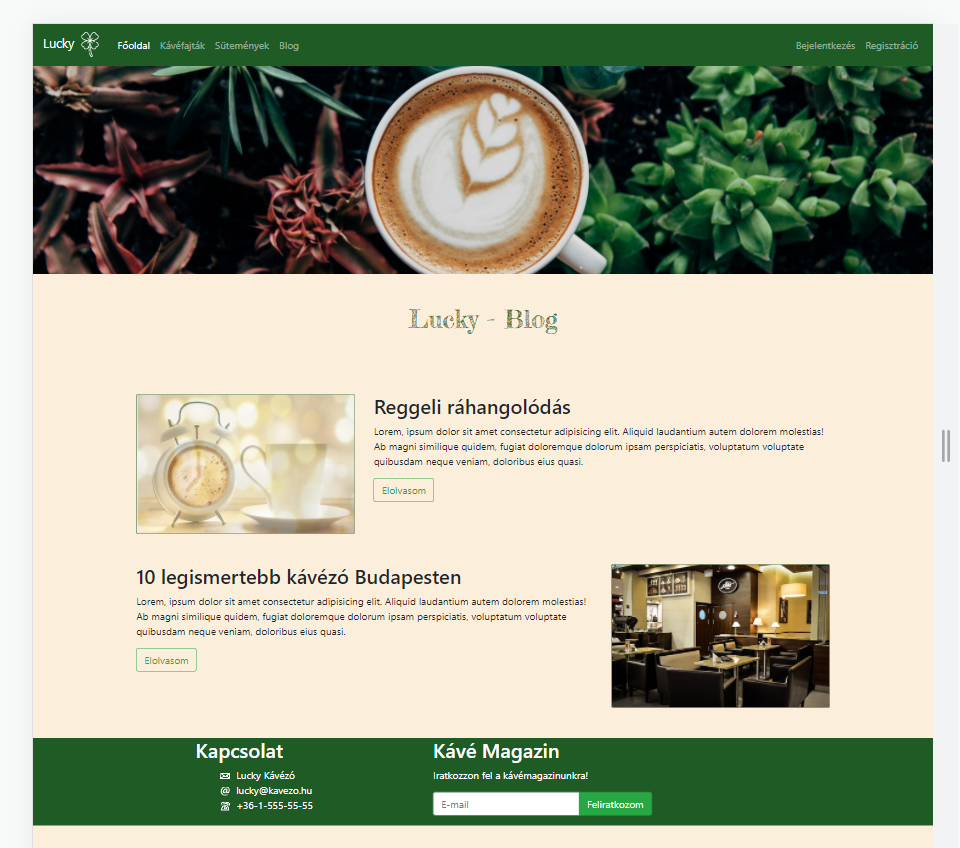 Lucky
Főoldal Kávéfajták Sütemények Blog
Bejelentkezés Regisztráció
Lucky - Blog
Reggeli ráhangolódás
Lorem, ipsum dolor sit amet consectetur adipisicing elit. Aliquid laudantium autem dolorem molestias!
Ab magni similique quidem, fugiat doloremque dolorum ipsam perspiciatis, voluptatum voluptate
quibusdam neque veniam, doloribus eius quasi.
Elolvasom
10 legismertebb kávézó Budapesten
Lorem, ipsum dolor sit amet consectetur adipisicing elit. Aliquid laudantium autem dolorem molestias!
Ab magni similique quidem, fugiat doloremque dolorum ipsam perspiciatis, voluptatum voluptate
quibusdam neque veniam, doloribus eius quasi.
Elolvasom
Kapcsolat
Lucky Kávézó
lucky@kavezo.hu
+36-1-555-55-55
Kávé Magazin
Iratkozzon fel a kávémagazinunkra!
E-mail
Feliratkozom